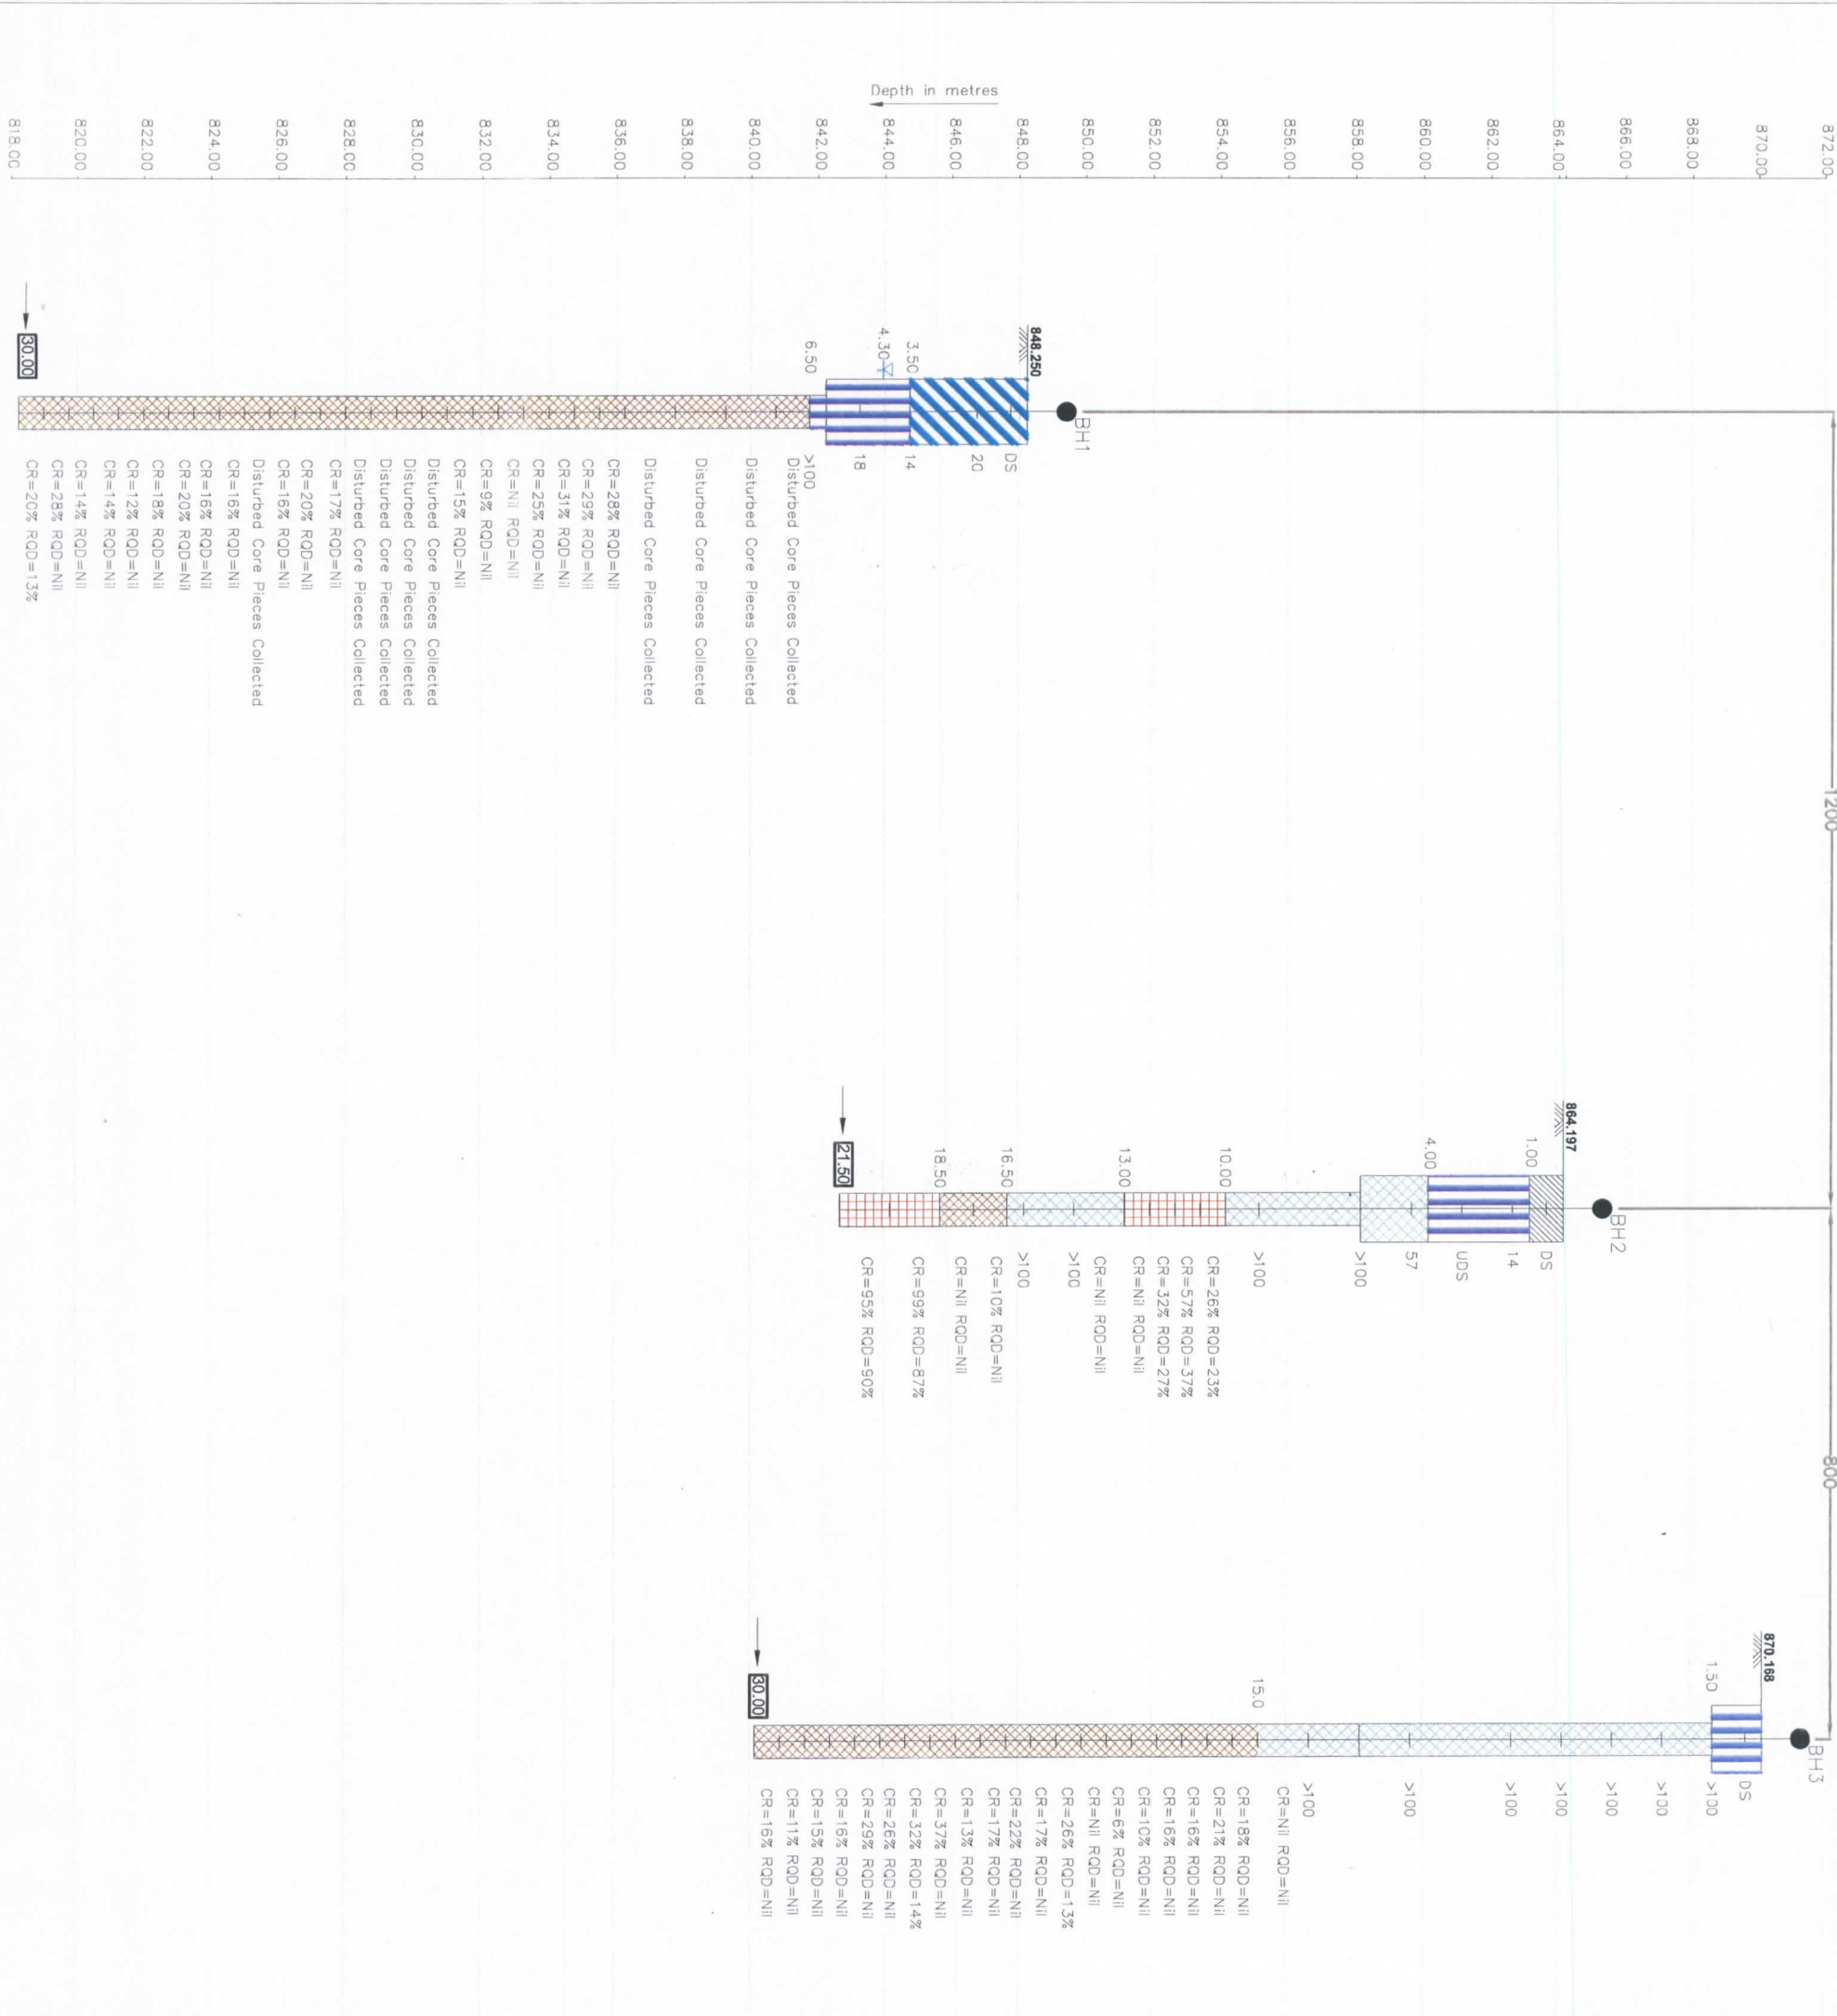 1200
800
Depth in metres
872.00
870.00
868.00
866.00
864.00
862.00
860.00
858.00
856.00
854.00
852.00
850.00
848.00
846.00
844.00
842.00
840.00
838.00
836.00
834.00
832.00
830.00
828.00
826.00
824.00
822.00
820.00
818.00
BH1
848.250
DS
20
3.50
14
4.30
18
6.50
>100
Disturbed Core Pieces Collected
Disturbed Core Pieces Collected
Disturbed Core Pieces Collected
Disturbed Core Pieces Collected
CR=28% RQD=Nil
CR=29% RQD=Nil
CR=31% RQD=Nil
CR=25% RQD=Nil
CR=Nil RQD=Nil
CR=9% RQD=Nil
CR=15% RQD=Nil
Disturbed Core Pieces Collected
Disturbed Core Pieces Collected
Disturbed Core Pieces Collected
Disturbed Core Pieces Collected
CR=17% RQD=Nil
CR=20% RQD=Nil
CR=16% RQD=Nil
Disturbed Core Pieces Collected
CR=16% RQD=Nil
CR=16% RQD=Nil
CR=20% RQD=Nil
CR=18% RQD=Nil
CR=12% RQD=Nil
CR=14% RQD=Nil
CR=14% RQD=Nil
CR=28% RQD=Nil
CR=20% RQD=13%
30.00
BH2
864.197
DS
1.00
14
UDS
4.00
57
>100
>100
10.00
CR=26% RQD=23%
CR=57% RQD=37%
CR=32% RQD=27%
CR=Nil RQD=Nil
13.00
CR=Nil RQD=Nil
>100
>100
16.50
CR=10% RQD=Nil
CR=Nil RQD=Nil
18.50
CR=99% RQD=87%
CR=95% RQD=90%
21.50
BH3
870.168
DS
1.50
>100
>100
>100
>100
>100
>100
>100
CR=Nil RQD=Nil
15.0
CR=18% RQD=Nil
CR=21% RQD=Nil
CR=16% RQD=Nil
CR=16% RQD=Nil
CR=10% RQD=Nil
CR=6% RQD=Nil
CR=Nil RQD=Nil
CR=26% RQD=13%
CR=17% RQD=Nil
CR=22% RQD=Nil
CR=17% RQD=Nil
CR=13% RQD=Nil
CR=37% RQD=Nil
CR=32% RQD=14%
CR=26% RQD=Nil
CR=29% RQD=Nil
CR=16% RQD=Nil
CR=15% RQD=Nil
CR=11% RQD=Nil
CR=16% RQD=Nil
30.00